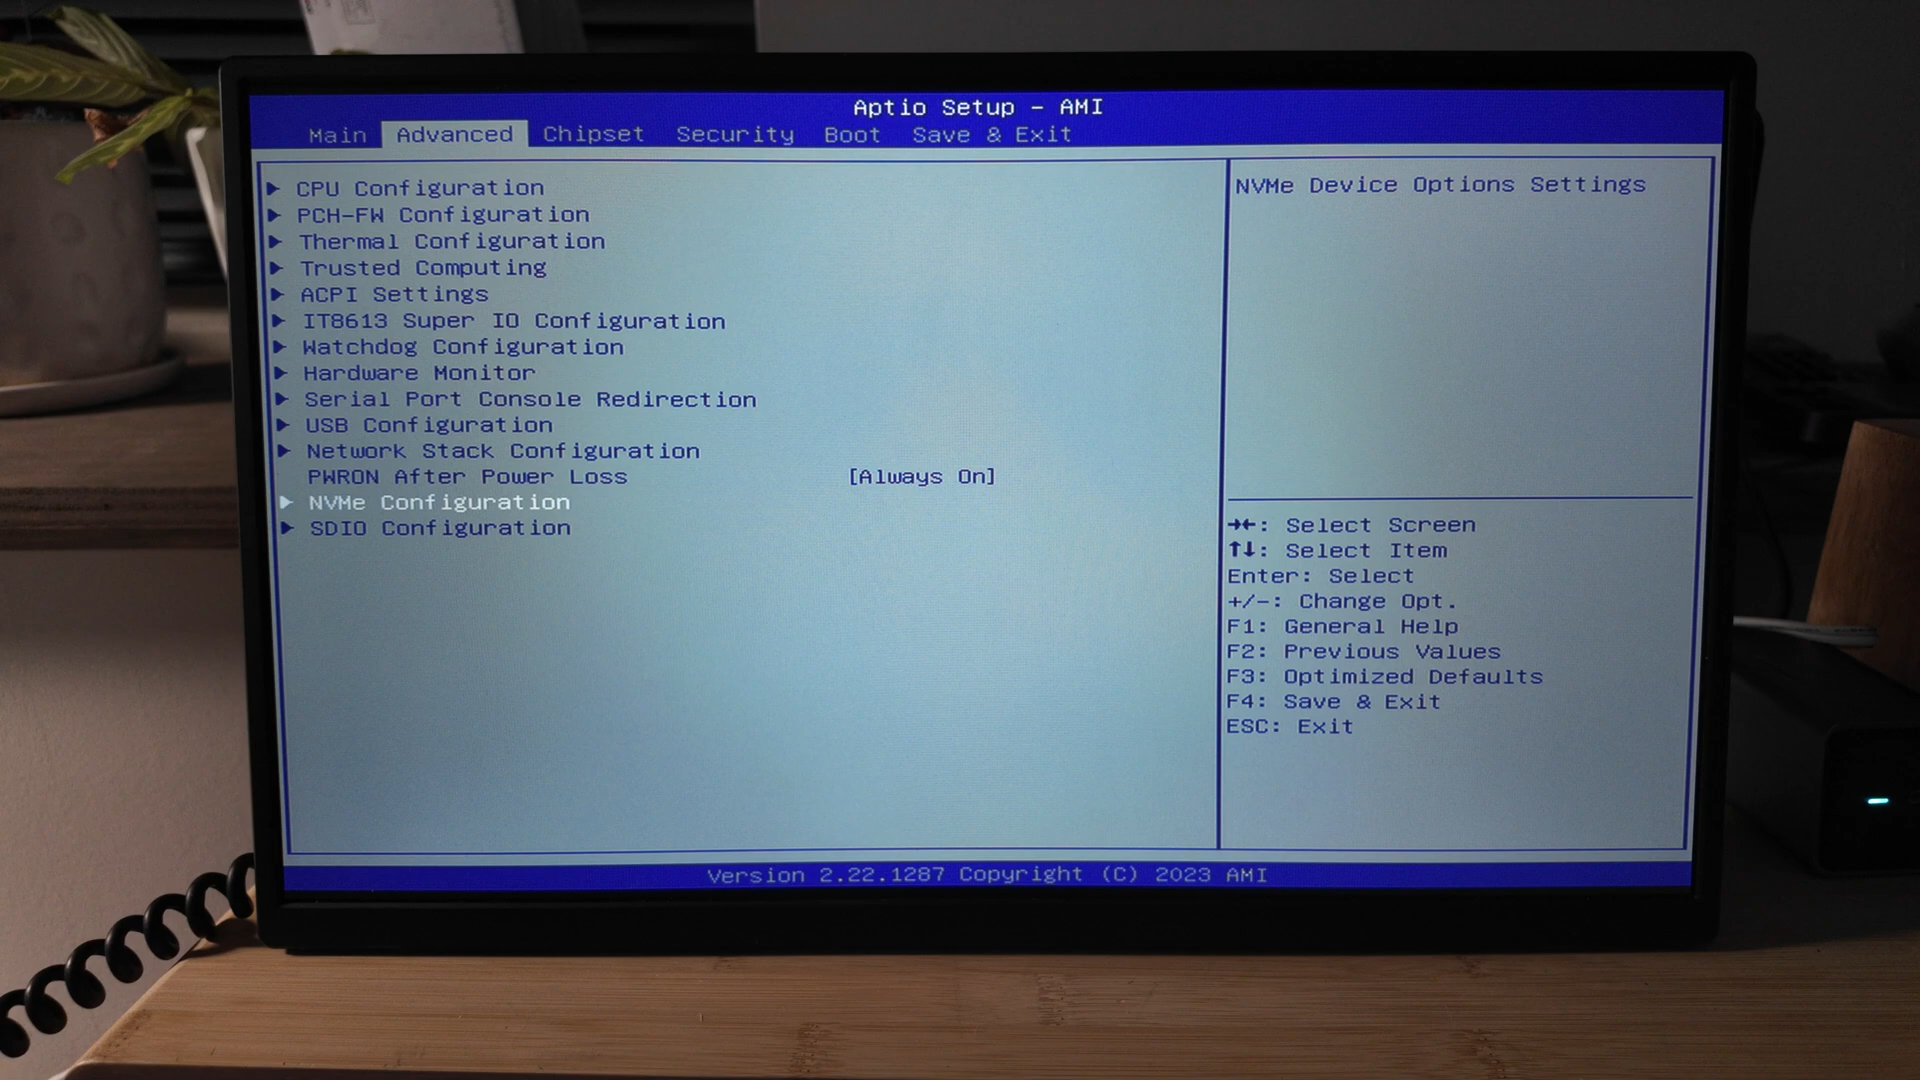 Aptio Setup - AMI
Main Advanced Chipset Security Boot Save & Exit
► CPU Configuration
► PCH-FW Configuration
► Thermal Configuration
► Trusted Computing
► ACPI Settings
► IT8613 Super IO Configuration
► Watchdog Configuration
► Hardware Monitor
► Serial Port Console Redirection
► USB Configuration
► Network Stack Configuration
PWRON After Power Loss [Always On]
► NVMe Configuration
► SDIO Configuration
NVMe Device Options Settings
→←: Select Screen
↑↓: Select Item
Enter: Select
+/-: Change Opt.
F1: General Help
F2: Previous Values
F3: Optimized Defaults
F4: Save & Exit
ESC: Exit
Version 2.22.1287 Copyright (C) 2023 AMI